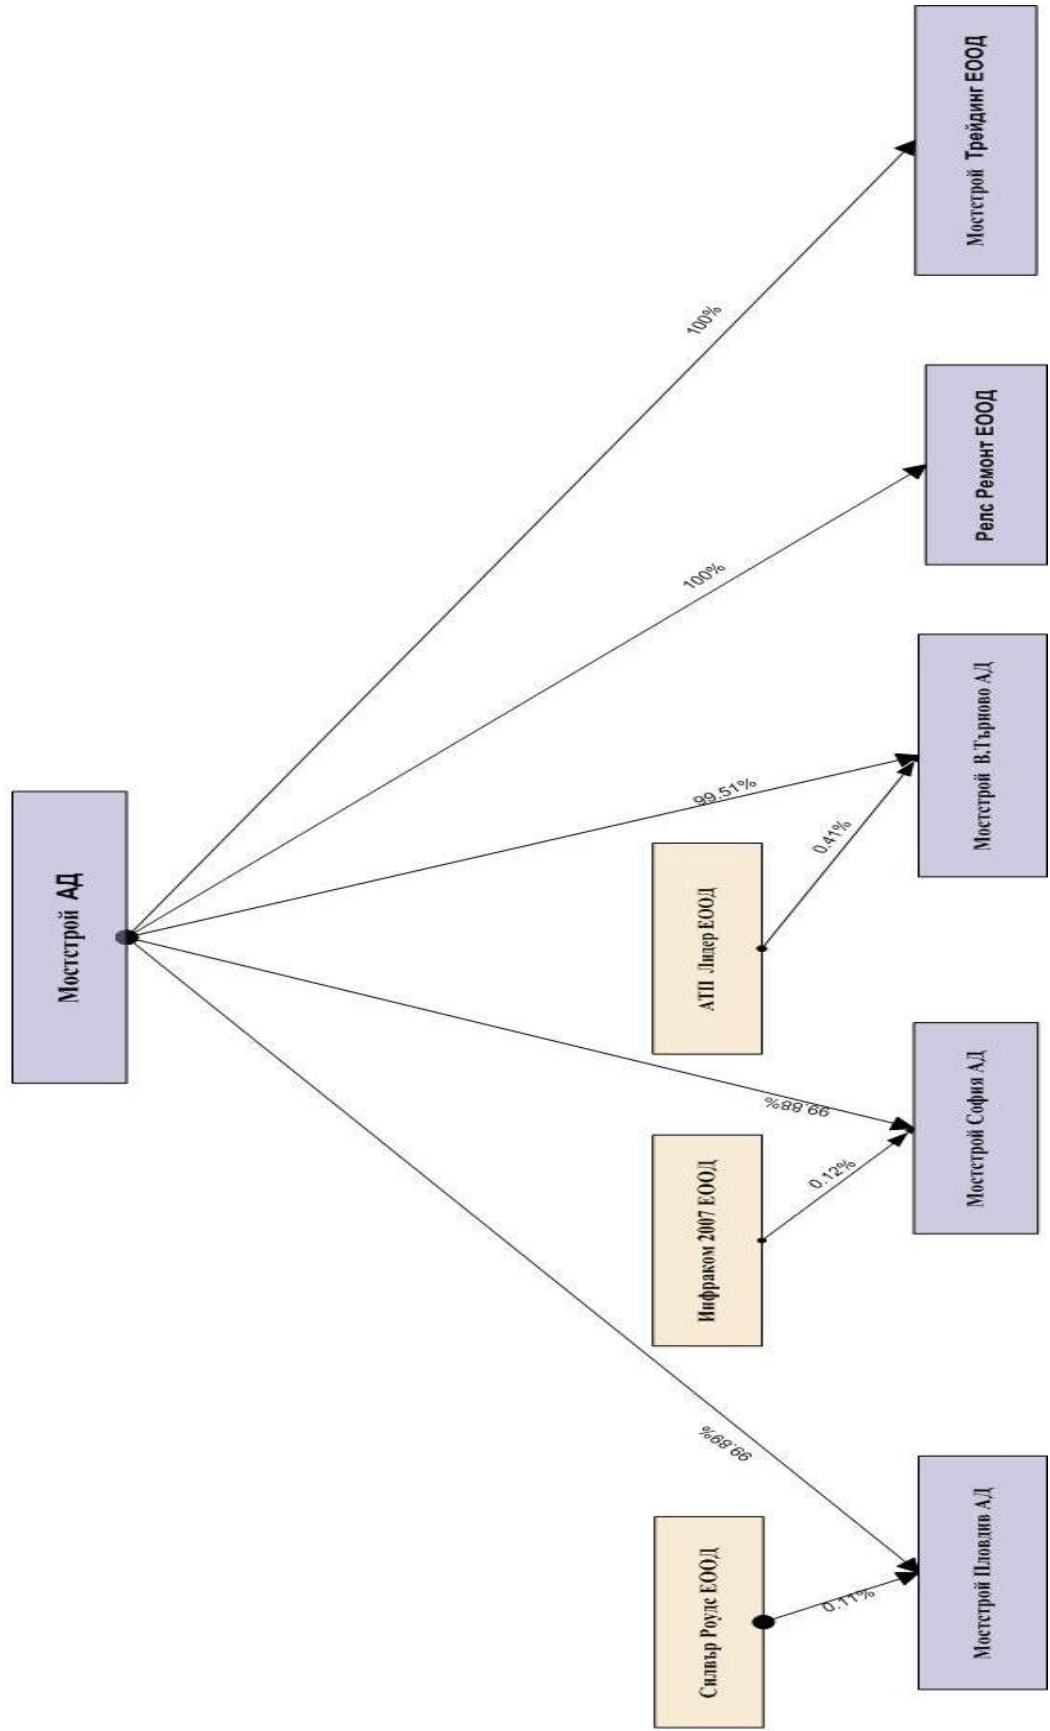 Мостстрой АД
100%
100%
99.51%
0.41%
99.88%
0.12%
99.89%
0.11%
Силвър Роудс ЕООД
Инфраком 2007 ЕООД
АТП Лидер ЕООД
Мостстрой Пловдив АД
Мостстрой София АД
Мостстрой В.Търново АД
Релс Ремонт ЕООД
Мостстрой Трейдинг ЕООД